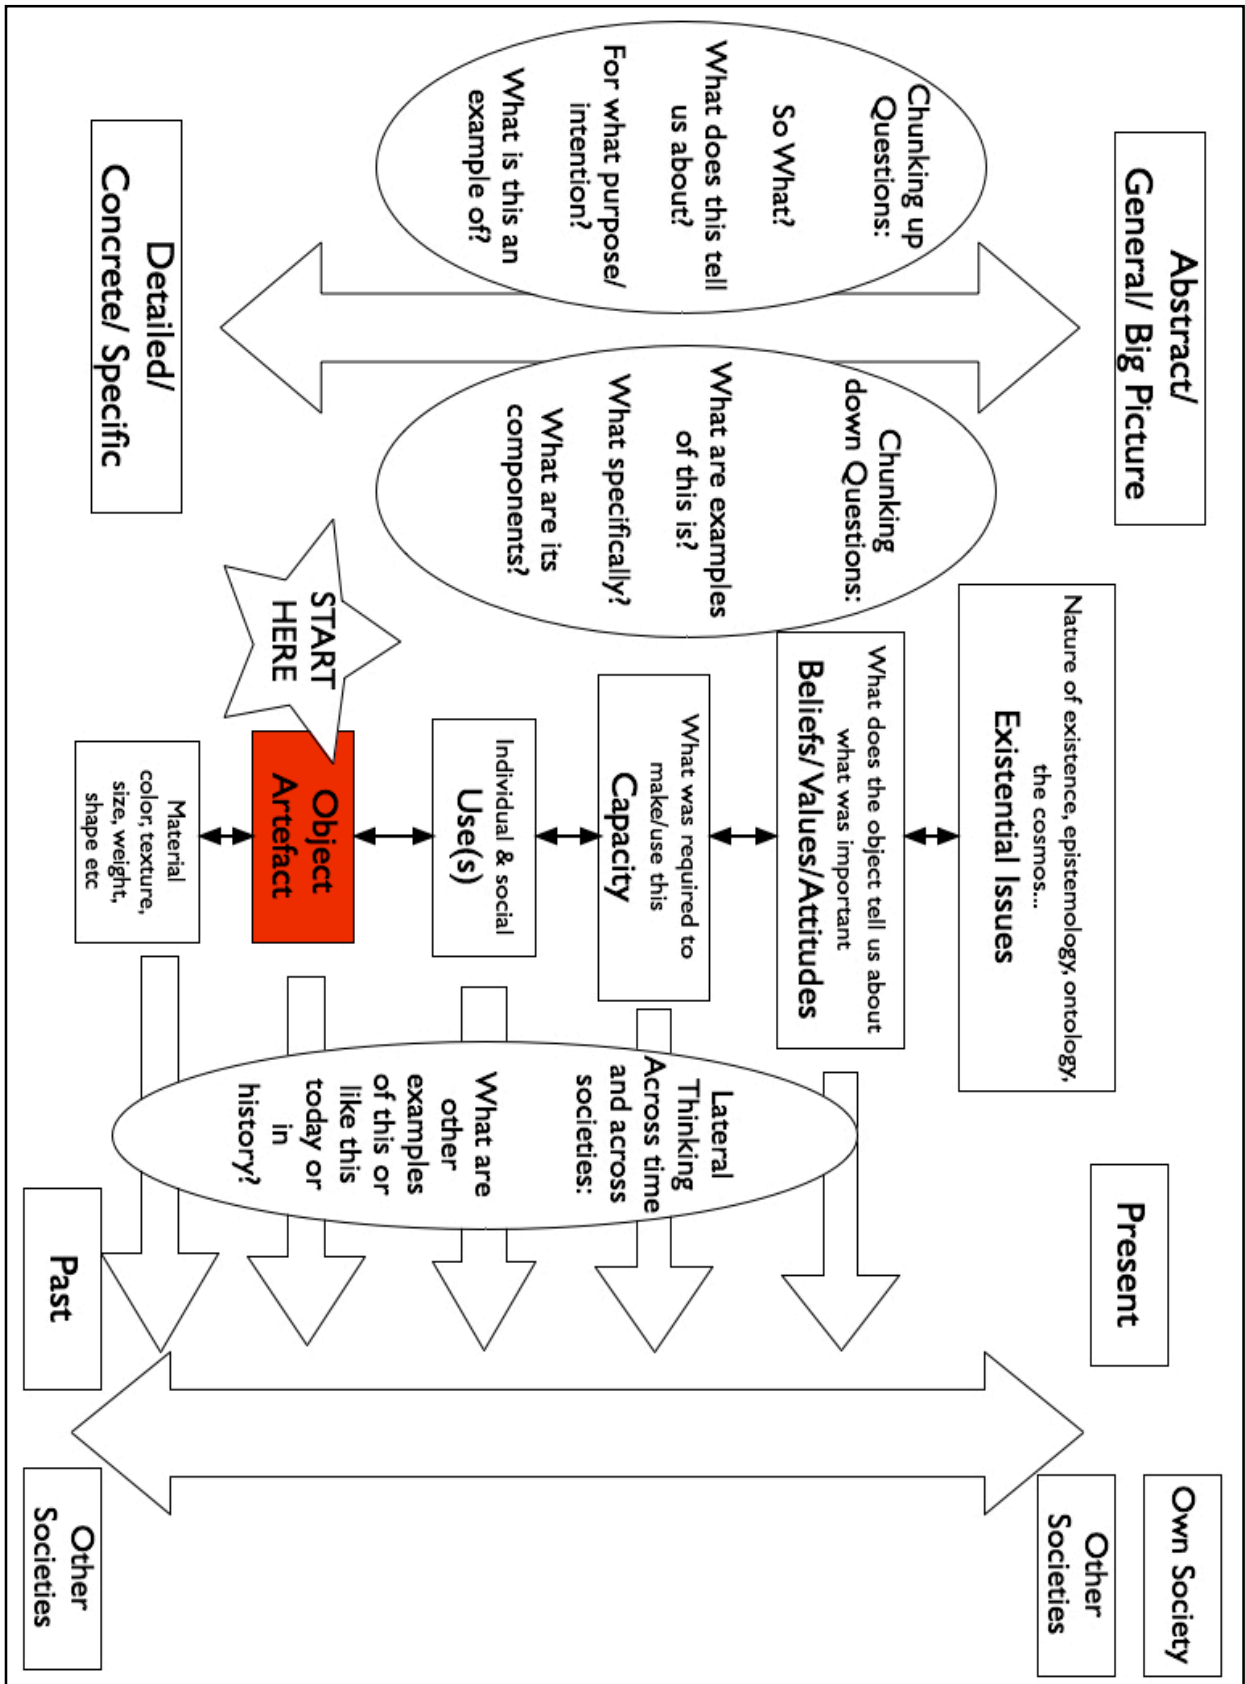 Abstract/
General/ Big Picture
Chunking up
Questions:
So What?
What does this tell
us about?
For what purpose/
intention?
What is this an
example of?
Detailed/
Concrete/ Specific
Chunking
down Questions:
What are examples
of this is?
What specifically?
What are its
components?
START
HERE
Nature of existence, epistemology, ontology,
the cosmos...
Existential Issues
What does the object tell us about
what was important
Beliefs/Values/Attitudes
What was required to
make/use this
Capacity
Individual & social
Use(s)
Object
Artefact
Material
color, texture,
size, weight,
shape etc
Lateral
Thinking
Across time
and across
societies:
What are
other
examples
of this or
like this
today or
in
history?
Present
Past
Own Society
Other
Societies
Other
Societies